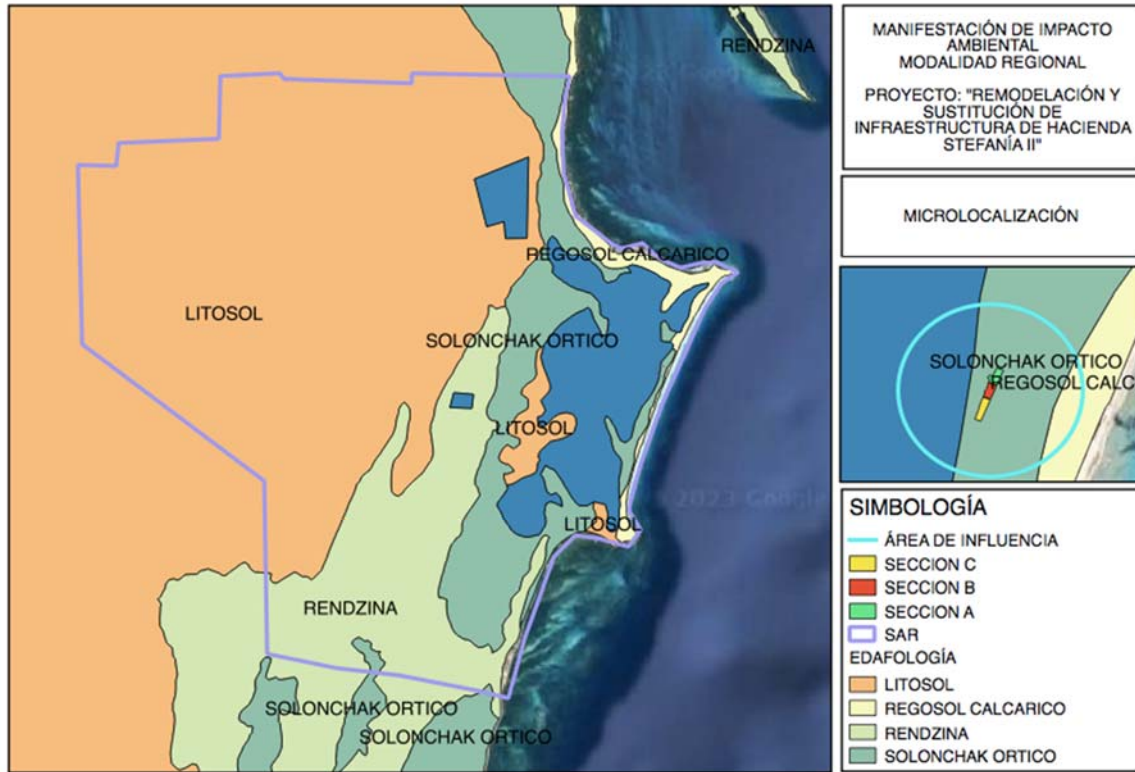 RENDZINA
REGOSOL CALCARICO
LITOSOL
SOLONCHAK ORTICO
LITOSOL
2023 Google
LITOSOL
RENDZINA
SOLONCHAK ORTICO
SOLONCHAK ORTICO
MANIFESTACIÓN DE IMPACTO
AMBIENTAL
MODALIDAD REGIONAL
PROYECTO: "REMODELACIÓN Y
SUSTITUCIÓN DE
INFRAESTRUCTURA DE HACIENDA
STEFANÍA II"
MICROLOCALIZACIÓN
SOLONCHAK ORTICO
REGOSOL CALC
SIMBOLOGÍA
ÁREA DE INFLUENCIA
SECCION C
SECCION B
SECCION A
SAR
EDAFOLOGÍA
LITOSOL
REGOSOL CALCARICO
RENDZINA
SOLONCHAK ORTICO